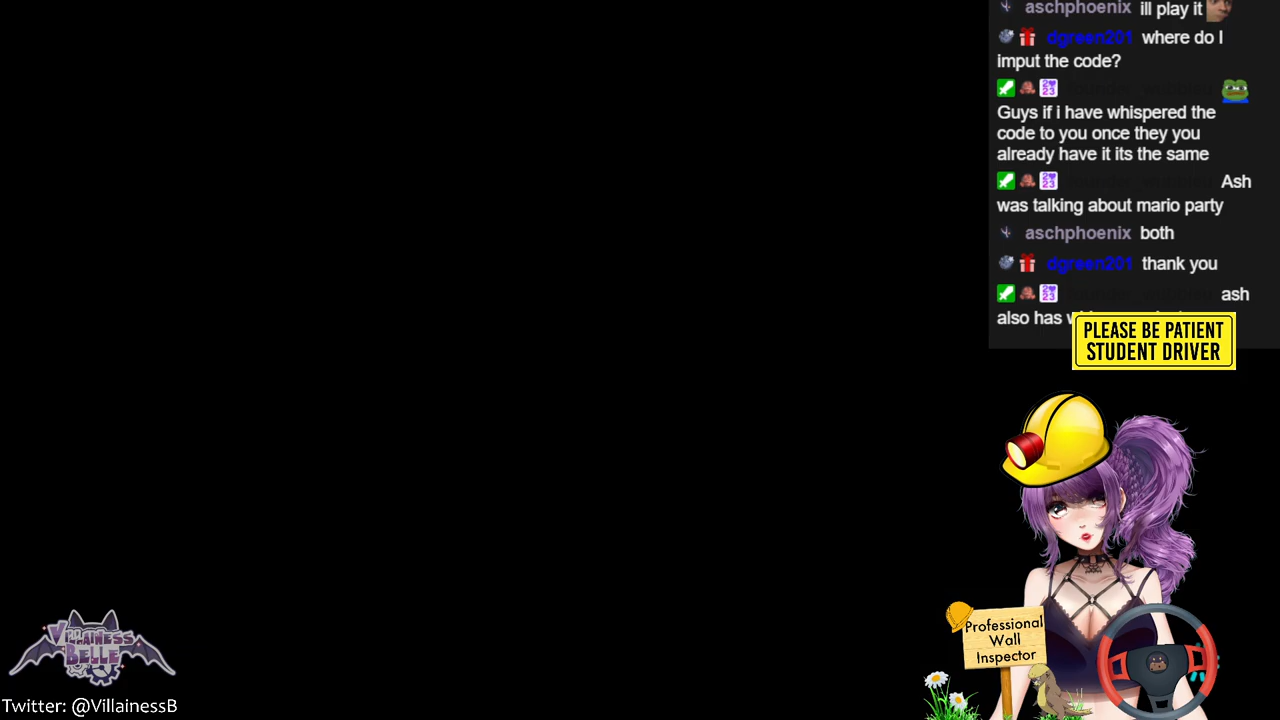 aschphoenix ill play it
dgreen201 where do I
imput the code?
Guys if i have whispered the
code to you once they you
already have it its the same
Ash
was talking about mario party
aschphoenix both
dgreen201 thank you
ash
also has
PLEASE BE PATIENT
STUDENT DRIVER
Professional
Wall
Inspector
VILLAINESS
BELLE
Twitter: @VillainessB